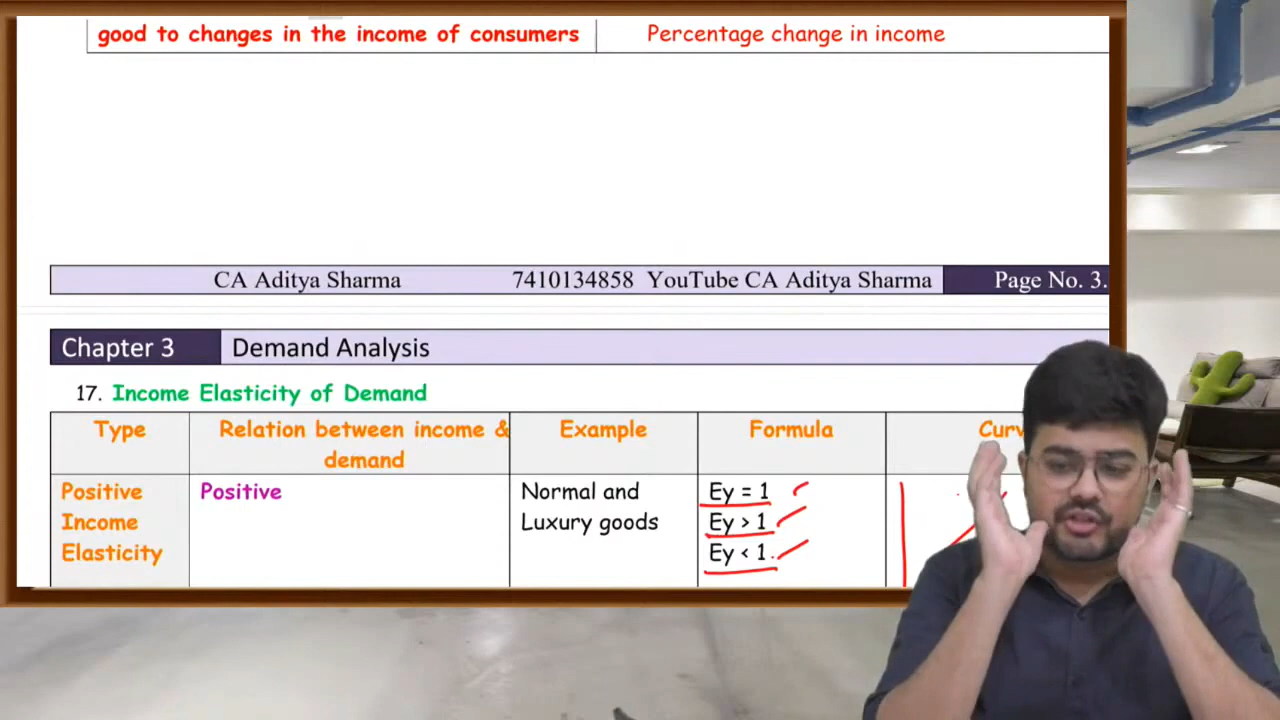 good to changes in the income of consumers
Percentage change in income
CA Aditya Sharma 7410134858 YouTube CA Aditya Sharma Page No. 3.
Chapter 3 Demand Analysis
17. Income Elasticity of Demand
Type Relation between income & demand Example Formula Curv
Positive Income Elasticity
Positive
Normal and Luxury goods
Ey = 1
Ey > 1
Ey < 1